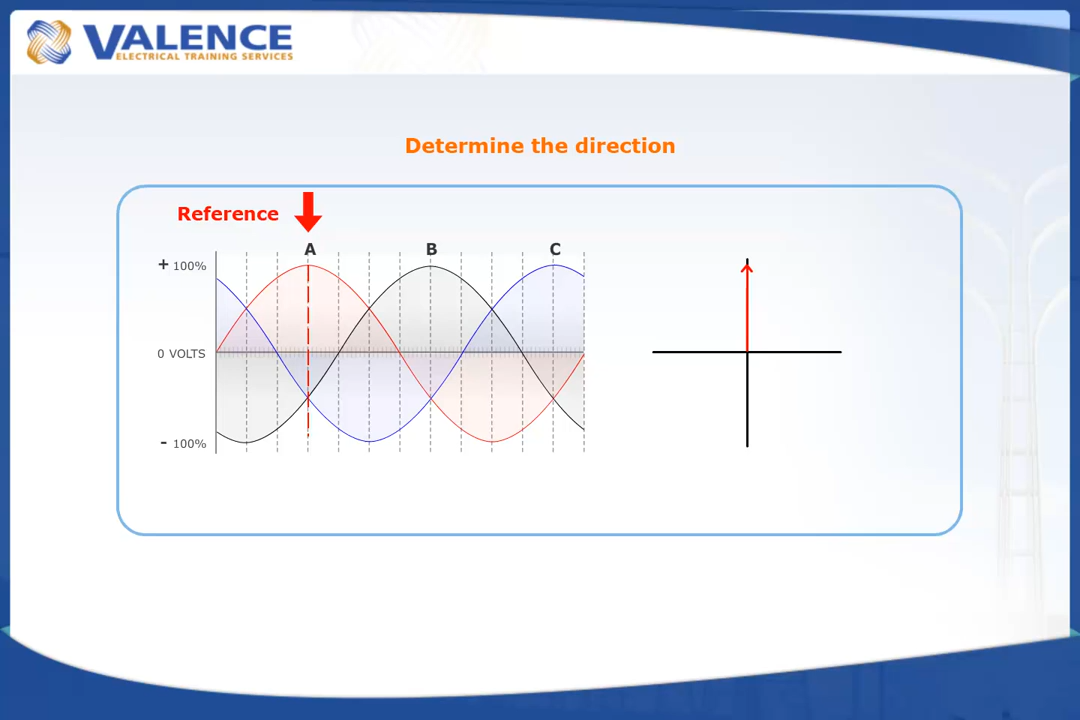 VALENCE
ELECTRICAL TRAINING SERVICES
Determine the direction
Reference
A B C
+ 100%
0 VOLTS
- 100%